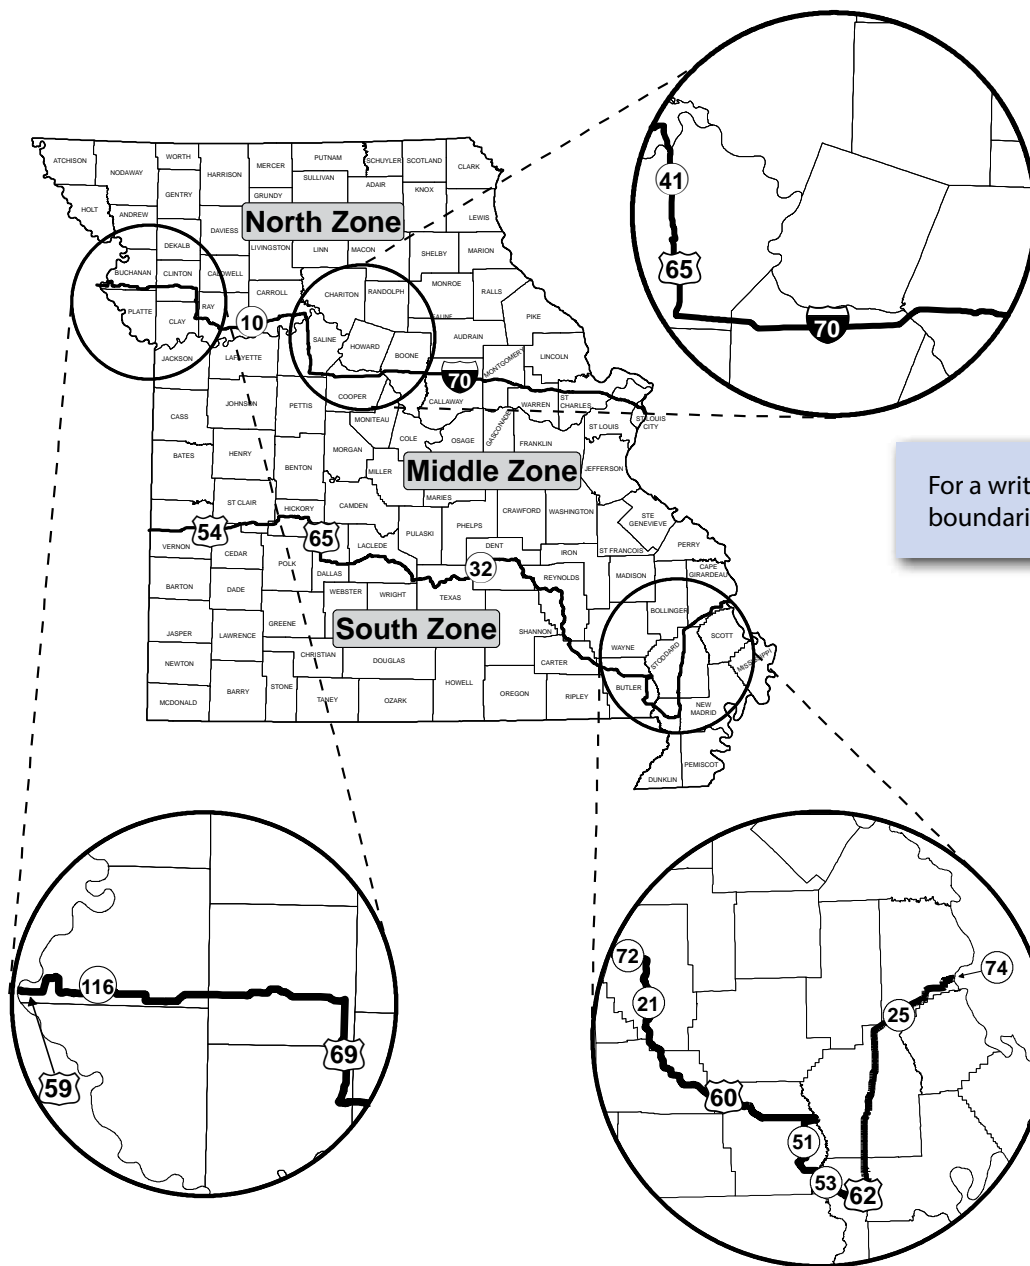 41
65
70
ATCHISON
WORTH
PUTNAM
SCHUYLER
SCOTLAND
CLARK
NODAWAY
HARRISON
MERCER
SULLIVAN
ADAIR
KNOX
GENTRY
GRUNDY
HOLT
ANDREW
LEWIS
DAVIESS
North Zone
DEKALB
LIVINGSTON
LINN
MACON
SHELBY
MARION
BUCHANAN
CLINTON
CALDWELL
MONROE
RALLS
CARROLL
CHARITON
RANDOLPH
PLATTE
RAY
PIKE
CLAY
10
AUDRAIN
SALINE
HOWARD
BOONE
JACKSON
LAFAYETTE
MONTGOMERY
LINCOLN
70
COOPER
CALLAWAY
WARREN
ST
CHARLES
JOHNSON
PETTIS
CASS
MONITEAU
ST LOUIS
CITY
ST LOUIS
COLE
OSAGE
GASCONADE
FRANKLIN
BATES
HENRY
MORGAN
BENTON
MILLER
Middle Zone
JEFFERSON
For a writ
boundari
ST CLAIR
HICKORY
CAMDEN
MARIES
CRAWFORD
WASHINGTON
STE
GENEVIEVE
54
65
PULASKI
PHELPS
VERNON
CEDAR
LACLEDE
DENT
IRON
ST FRANCOIS
PERRY
POLK
DALLAS
32
CAPE
GIRARDEAU
BARTON
DADE
WEBSTER
WRIGHT
TEXAS
REYNOLDS
MADISON
BOLLINGER
GREENE
South Zone
JASPER
LAWRENCE
SHANNON
SCOTT
WAYNE
STODDARD
MISSISSIPPI
NEWTON
CHRISTIAN
DOUGLAS
CARTER
BARRY
STONE
HOWELL
BUTLER
MCDONALD
TANEY
OZARK
OREGON
RIPLEY
NEW
MADRID
DUNKLIN
PEMISCOT
116
69
59
72
74
21
25
60
51
53
62